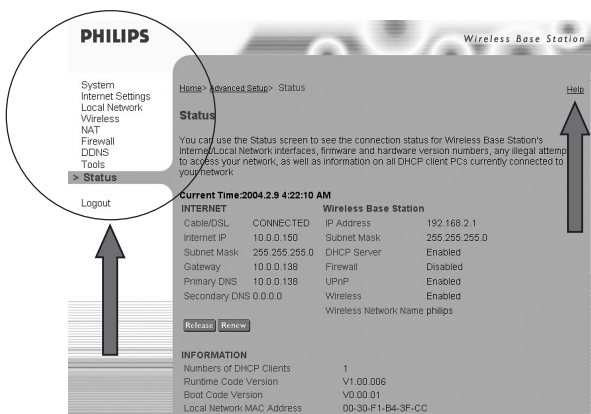 PHILIPS
Wireless Base Station
System
Internet Settings
Local Network
Wireless
NAT
Firewall
DDNS
Tools
> Status
Logout
Home> Advanced Setup> Status
Help
Status
You can use the Status screen to see the connection status for Wireless Base Station's
Internet/Local Network interfaces, firmware and hardware version numbers, any illegal attemp
to access your network, as well as information on all DHCP client PCs currently connected to
your network
Current Time:2004.2.9 4:22:10 AM
INTERNET
Cable/DSL CONNECTED
Internet IP 10.0.0.150
Subnet Mask 255.255.255.0
Gateway 10.0.0.138
Primary DNS 10.0.0.138
Secondary DNS 0.0.0.0
Release Renew
Wireless Base Station
IP Address 192.168.2.1
Subnet Mask 255.255.255.0
DHCP Server Enabled
Firewall Disabled
UPnP Enabled
Wireless Enabled
Wireless Network Name philips
INFORMATION
Numbers of DHCP Clients 1
Runtime Code Version V1.00.006
Boot Code Version V0.00.01
Local Network MAC Address 00-30-F1-B4-3F-CC